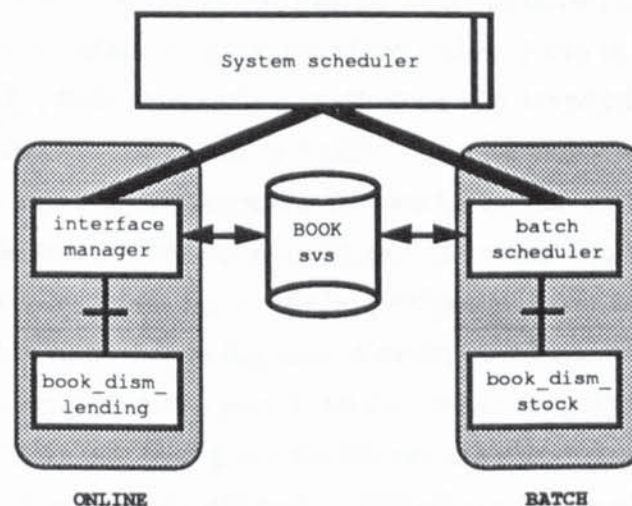 System scheduler
interface
manager
BOOK
svs
batch
scheduler
book_dism_
lending
book_dism_
stock
ONLINE
BATCH